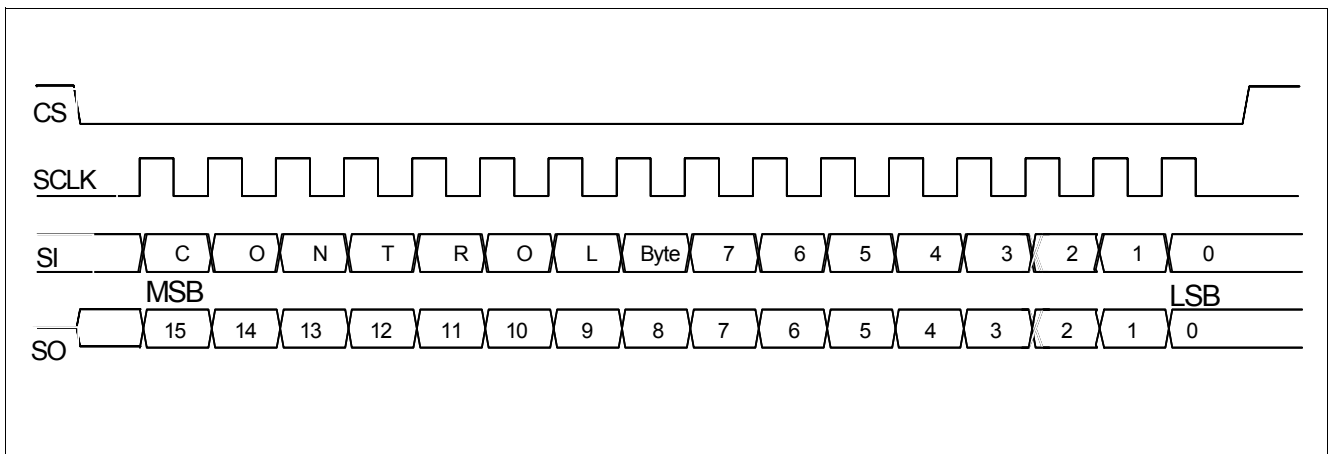 CS
SCLK
SI C O N T R O L Byte 7 6 5 4 3 2 1 0
MSB LSB
SO 15 14 13 12 11 10 9 8 7 6 5 4 3 2 1 0